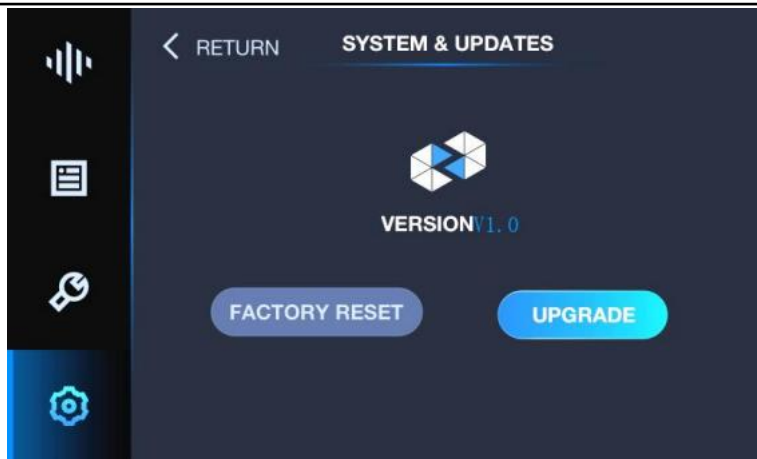 RETURN
SYSTEM & UPDATES
VERSIONV1.0
FACTORY RESET
UPGRADE